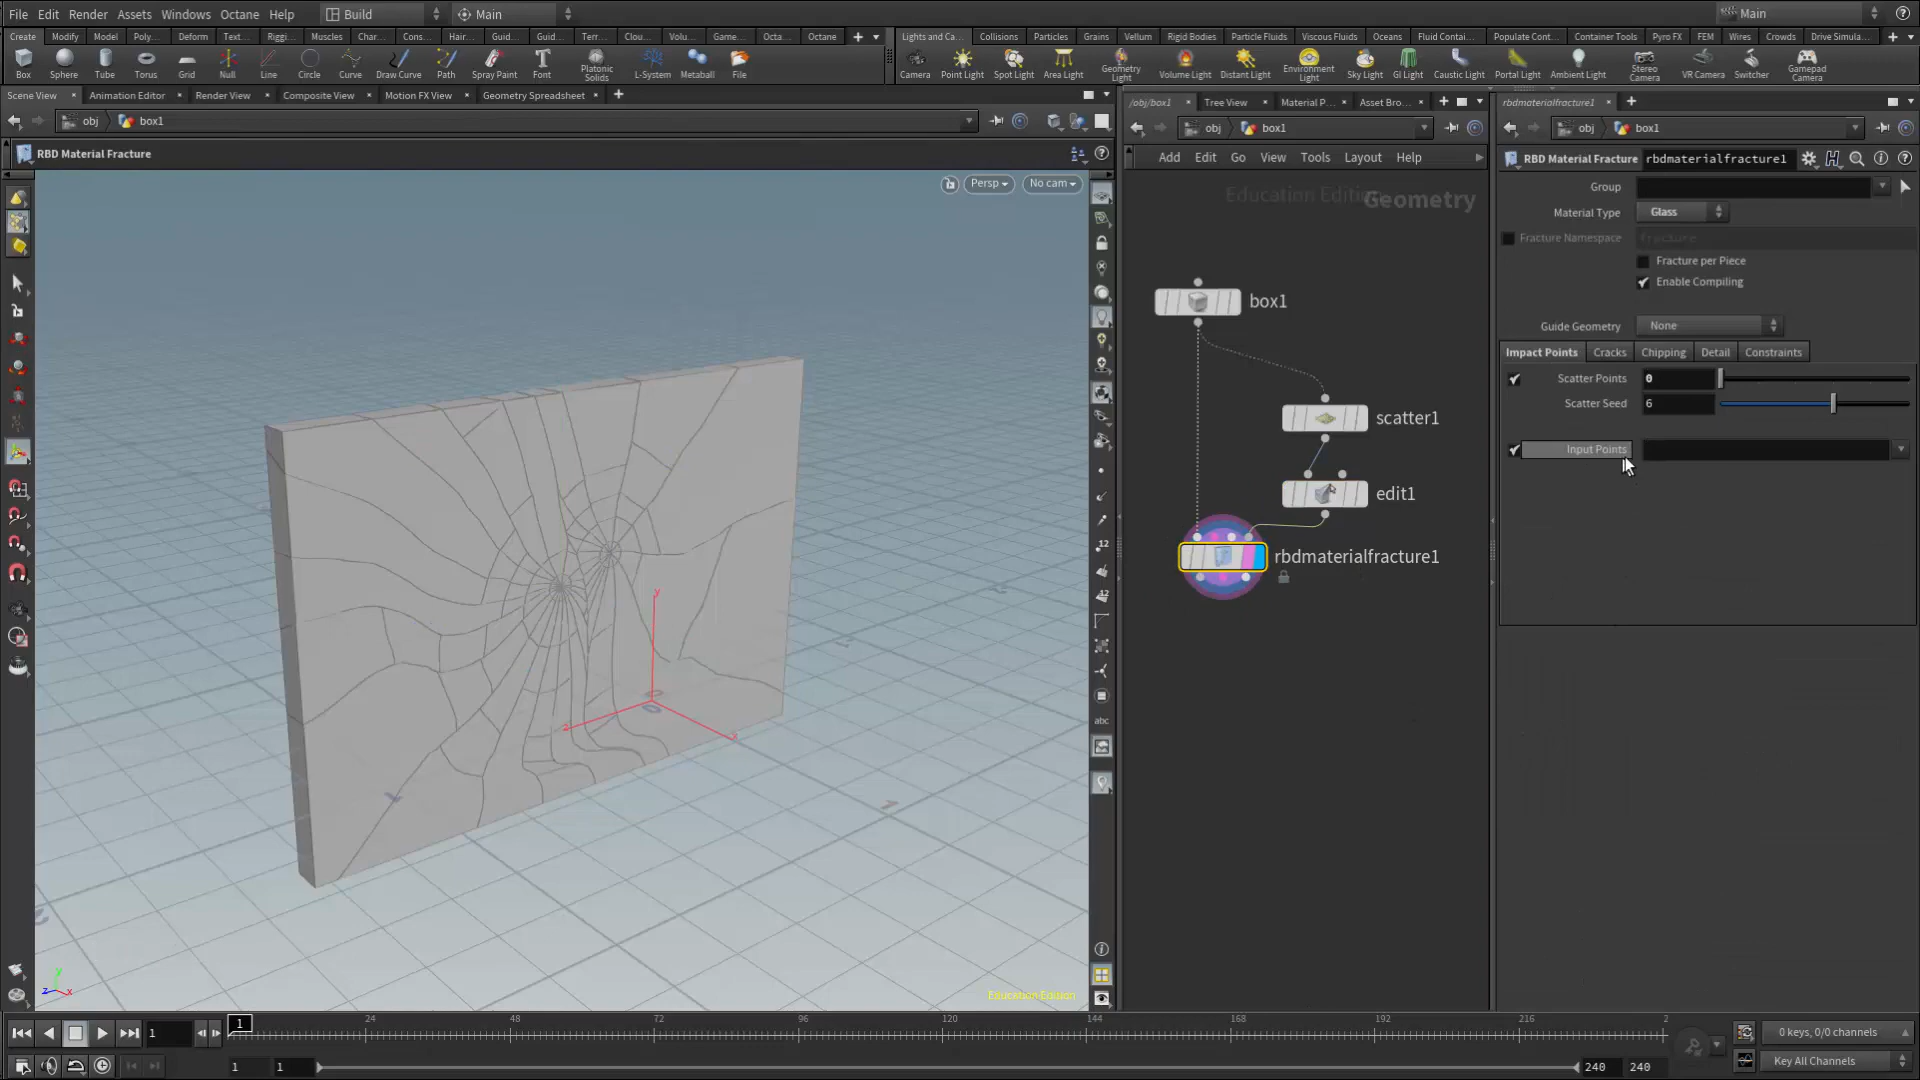 File Edit Render Assets Windows Octane Help Build Main Main
Create Modify Model Poly... Deform Text... Riggi... Muscles Char... Cons... Hair... Guid... Guid... Terr... Clou... Volu... Game... Octa... Octane
Lights and Ca... Collisions Particles Grains Vellum Rigid Bodies Particle Fluids Viscous Fluids Oceans Fluid Contai... Populate Cont... Container Tools Pyro FX FEM Wires Crowds Drive Simula...
Box Sphere Tube Torus Grid Null Line Circle Curve Draw Curve Path Spray Paint Font Platonic Solids L-System Metaball File
Camera Point Light Spot Light Area Light Geometry Light Volume Light Distant Light Environment Light Sky Light GI Light Caustic Light Portal Light Ambient Light Stereo Camera VR Camera Switcher Gamepad Camera
Scene View Animation Editor Render View Composite View Motion FX View Geometry Spreadsheet
obj box1
RBD Material Fracture
Persp No cam
y
z
x
y
z x
Education Edition
12
12
abc
/obj/box1 Tree View Material P... Asset Bro...
obj box1
Add Edit Go View Tools Layout Help
Education Edition Geometry
box1
scatter1
edit1
rbdmaterialfracture1
rbdmaterialfracture1
obj box1
RBD Material Fracture rbdmaterialfracture1
Group
Material Type Glass
Fracture Namespace fracture
Fracture per Piece
Enable Compiling
Guide Geometry None
Impact Points Cracks Chipping Detail Constraints
Scatter Points 0
Scatter Seed 6
Input Points
1 1 24 48 72 96 120 144 168 192 216 2
0 keys, 0/0 channels
1 1 240 240
Key All Channels